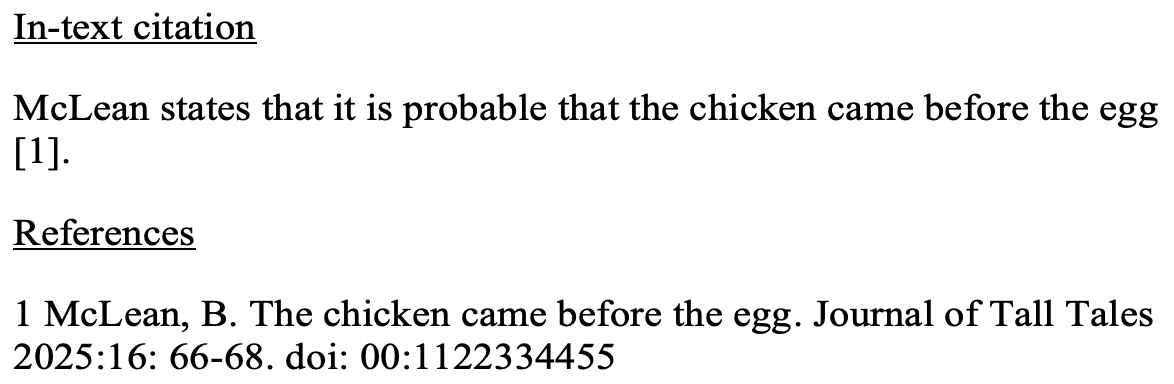 In-text citation
McLean states that it is probable that the chicken came before the egg
[1].
References
1 McLean, B. The chicken came before the egg. Journal of Tall Tales
2025:16: 66-68. doi: 00:1122334455